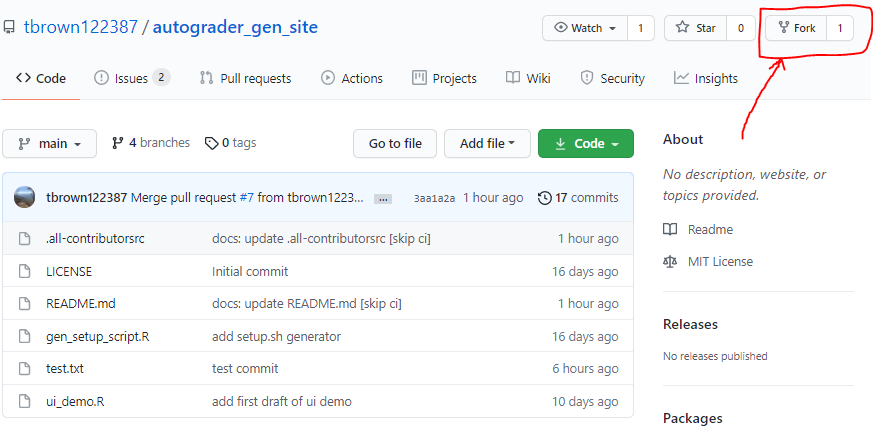 tbrown122387 / autograder_gen_site
Watch 1 Star 0 Fork 1
Code Issues 2 Pull requests Actions Projects Wiki Security Insights
main 4 branches 0 tags Go to file Add file Code
tbrown122387 Merge pull request #7 from tbrown1223... ... 3aa1a2a 1 hour ago 17 commits
.all-contributorsrc docs: update .all-contributorsrc [skip ci] 1 hour ago
LICENSE Initial commit 16 days ago
README.md docs: update README.md [skip ci] 1 hour ago
gen_setup_script.R add setup.sh generator 16 days ago
test.txt test commit 6 hours ago
ui_demo.R add first draft of ui demo 10 days ago
About
No description, website, or
topics provided.
Readme
MIT License
Releases
No releases published
Packages